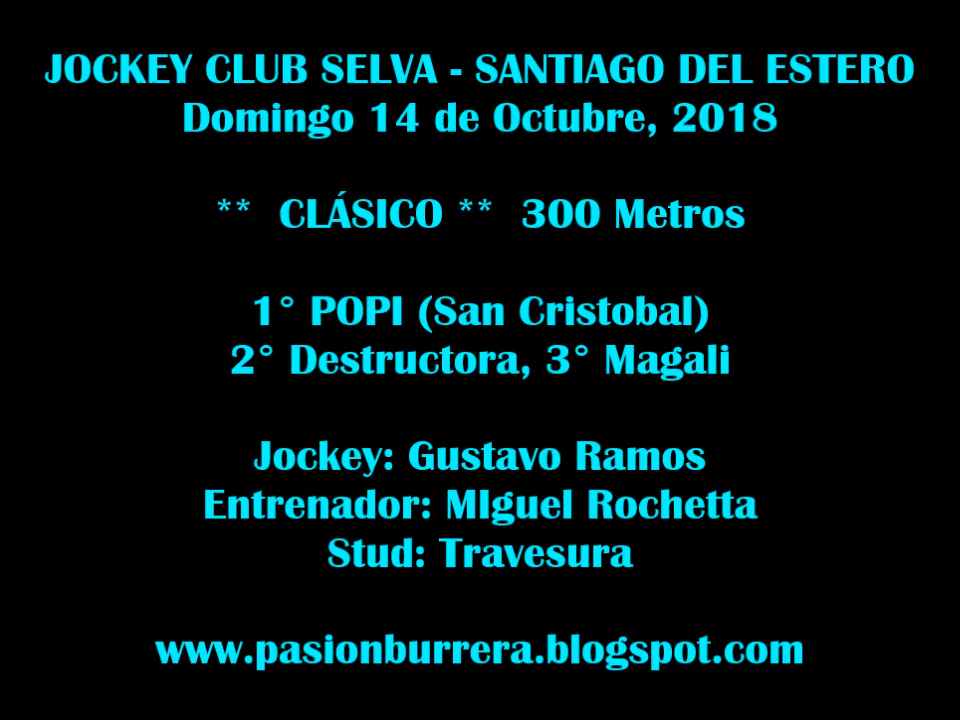 JOCKEY CLUB SELVA - SANTIAGO DEL ESTERO
Domingo 14 de Octubre, 2018
** CLÁSICO ** 300 Metros
1° POPI (San Cristobal)
2° Destructora, 3° Magali
Jockey: Gustavo Ramos
Entrenador: MIguel Rochetta
Stud: Travesura
www.pasionburrera.blogspot.com